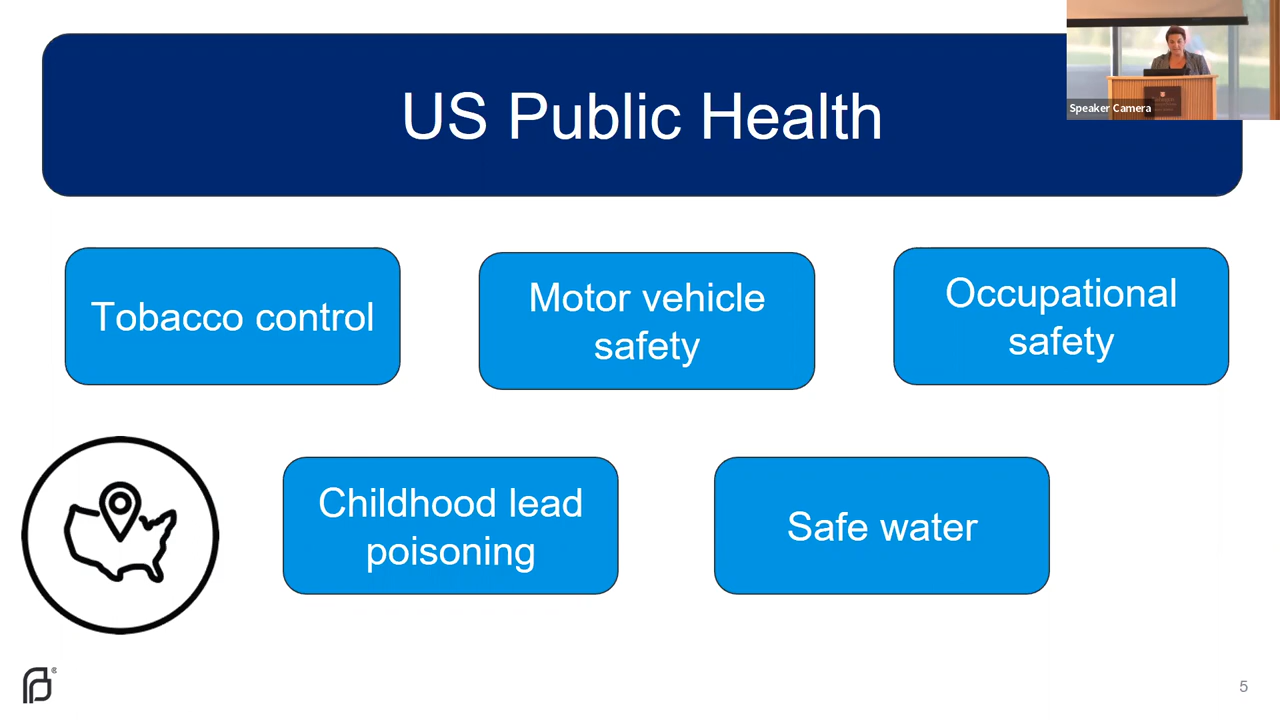 US Public Health
Speaker Camera
Tobacco control
Motor vehicle
safety
Occupational
safety
Childhood lead
poisoning
Safe water
®
5